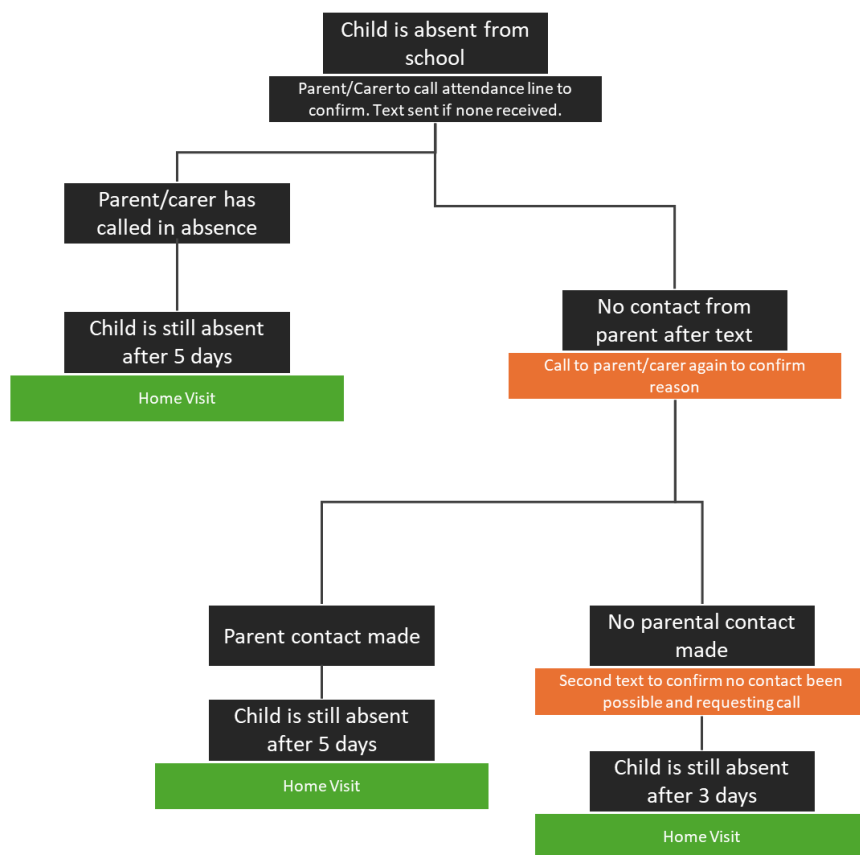 Child is absent from
school
Parent/Carer to call attendance line to
confirm. Text sent if none received.
Parent/carer has
called in absence
Child is still absent
after 5 days
Home Visit
No contact from
parent after text
Call to parent/carer again to confirm
reason
Parent contact made
Child is still absent
after 5 days
Home Visit
No parental contact
made
Second text to confirm no contact been
possible and requesting call
Child is still absent
after 3 days
Home Visit